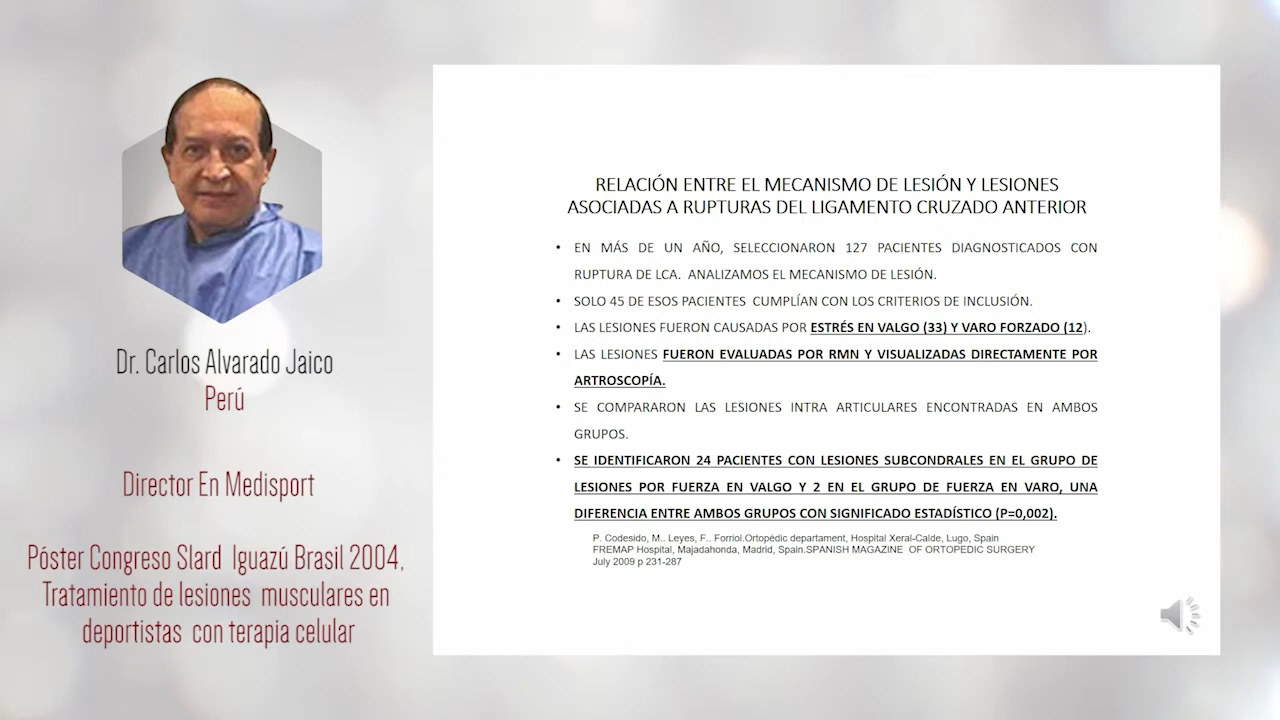 Dr. Carlos Alvarado Jaico
Perú
Director En Medisport
Póster Congreso Slard Iguazú Brasil 2004,
Tratamiento de lesiones musculares en
deportistas con terapia celular
RELACIÓN ENTRE EL MECANISMO DE LESIÓN Y LESIONES
ASOCIADAS A RUPTURAS DEL LIGAMENTO CRUZADO ANTERIOR
• EN MÁS DE UN AÑO, SELECCIONARON 127 PACIENTES DIAGNOSTICADOS CON
RUPTURA DE LCA. ANALIZAMOS EL MECANISMO DE LESIÓN.
• SOLO 45 DE ESOS PACIENTES CUMPLÍAN CON LOS CRITERIOS DE INCLUSIÓN.
• LAS LESIONES FUERON CAUSADAS POR ESTRÉS EN VALGO (33) Y VARO FORZADO (12).
• LAS LESIONES FUERON EVALUADAS POR RMN Y VISUALIZADAS DIRECTAMENTE POR
ARTROSCOPÍA.
• SE COMPARARON LAS LESIONES INTRA ARTICULARES ENCONTRADAS EN AMBOS
GRUPOS.
• SE IDENTIFICARON 24 PACIENTES CON LESIONES SUBCONDRALES EN EL GRUPO DE
LESIONES POR FUERZA EN VALGO Y 2 EN EL GRUPO DE FUERZA EN VARO, UNA
DIFERENCIA ENTRE AMBOS GRUPOS CON SIGNIFICADO ESTADÍSTICO (P=0,002).
P. Codesido, M.. Leyes, F.. Forriol.Ortopédic departament, Hospital Xeral-Calde, Lugo, Spain
FREMAP Hospital, Majadahonda, Madrid, Spain.SPANISH MAGAZINE OF ORTOPEDIC SURGERY
July 2009 p 231-287